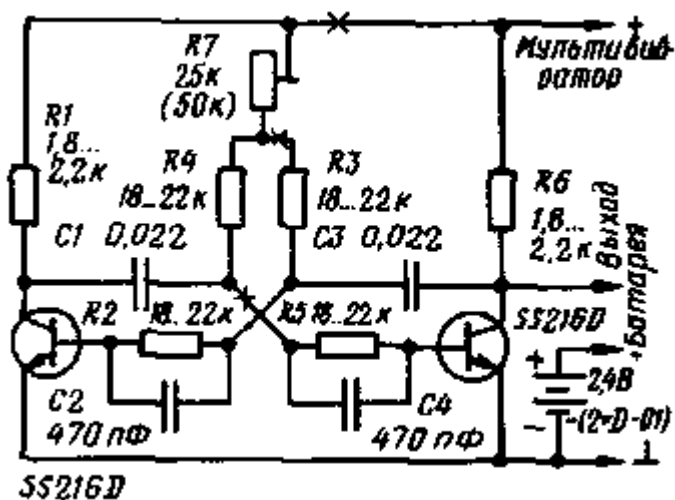 R7
25к
(50к)
+
Мультивиб-
ратор
R1
1,8...
2,2к
R4
18...22к
R3
18...22к
R6
1,8...
2,2к
Выход
C1 0,022
C3 0,022
R2
18...22к
R5 18...22к
SS216D
+Батарея
C2
470 пФ
C4
470 пФ
+
2,4В
-
-(2×D-01)
⊥
SS216D